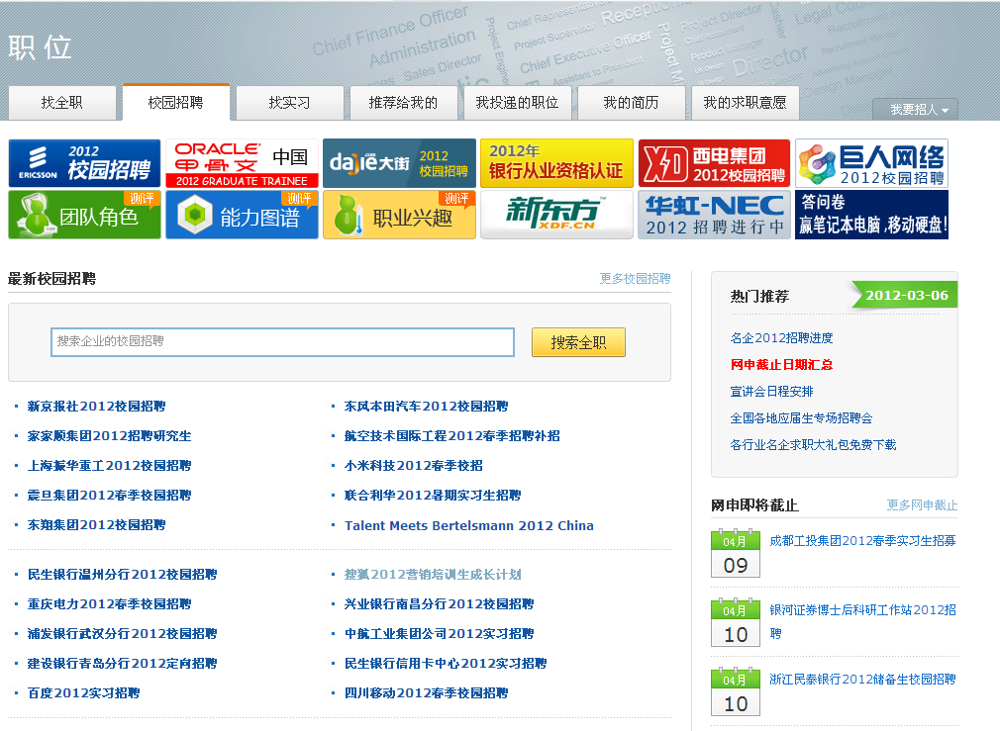 职位
Chief Finance Officer
Administration
Sales Director
Project Supervisor
Chief Executive Officer
Assistant to President
Project Director
Director
找全职
校园招聘
找实习
推荐给我的
我投递的职位
我的简历
我的求职意愿
我要招人
ERICSSON
2012
校园招聘
ORACLE
甲骨文
中国
2012 GRADUATE TRAINEE
dajie大街
2012
校园招聘
2012年
银行从业资格认证
西电集团
2012校园招聘
巨人网络
2012校园招聘
团队角色
测评
能力图谱
测评
职业兴趣
测评
新东方
XDF.CN
华虹-NEC
2012 招聘进行中
答问卷
赢笔记本电脑,移动硬盘!
最新校园招聘
更多校园招聘
搜索企业的校园招聘
搜索全职
新京报社2012校园招聘
东风本田汽车2012校园招聘
家家顺集团2012招聘研究生
航空技术国际工程2012春季招聘补招
上海振华重工2012校园招聘
小米科技2012春季校招
震旦集团2012春季校园招聘
联合利华2012暑期实习生招聘
东翔集团2012校园招聘
Talent Meets Bertelsmann 2012 China
民生银行温州分行2012校园招聘
搜狐2012营销培训生成长计划
重庆电力2012春季校园招聘
兴业银行南昌分行2012校园招聘
浦发银行武汉分行2012校园招聘
中航工业集团公司2012实习招聘
建设银行青岛分行2012定向招聘
民生银行信用卡中心2012实习招聘
百度2012实习招聘
四川移动2012春季校园招聘
热门推荐
2012-03-06
名企2012招聘进度
网申截止日期汇总
宣讲会日程安排
全国各地应届生专场招聘会
各行业名企求职大礼包免费下载
网申即将截止
更多网申截止
04月
09
成都工投集团2012春季实习生招募
04月
10
银河证券博士后科研工作站2012招
聘
04月
10
浙江民泰银行2012储备生校园招聘